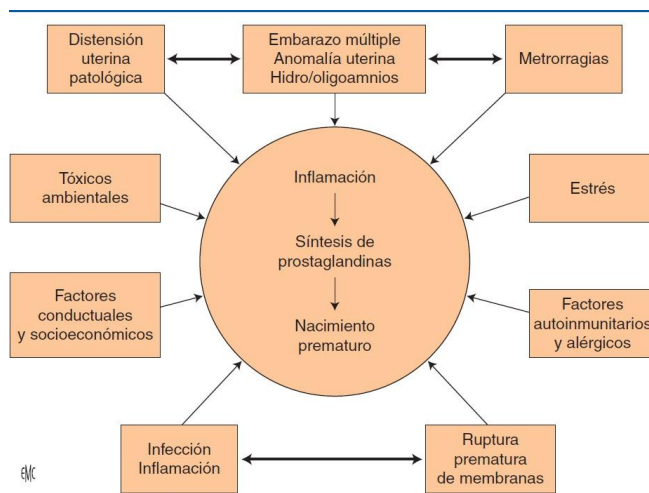 Distensión
uterina
patológica
Embarazo múltiple
Anomalía uterina
Hidro/oligoamnios
Metrorragias
Tóxicos
ambientales
Inflamación
Síntesis de
prostaglandinas
Nacimiento
prematuro
Estrés
Factores
conductuales
y socioeconómicos
Factores
autoinmunitarios
y alérgicos
Infección
Inflamación
Ruptura
prematura
de membranas
EMC